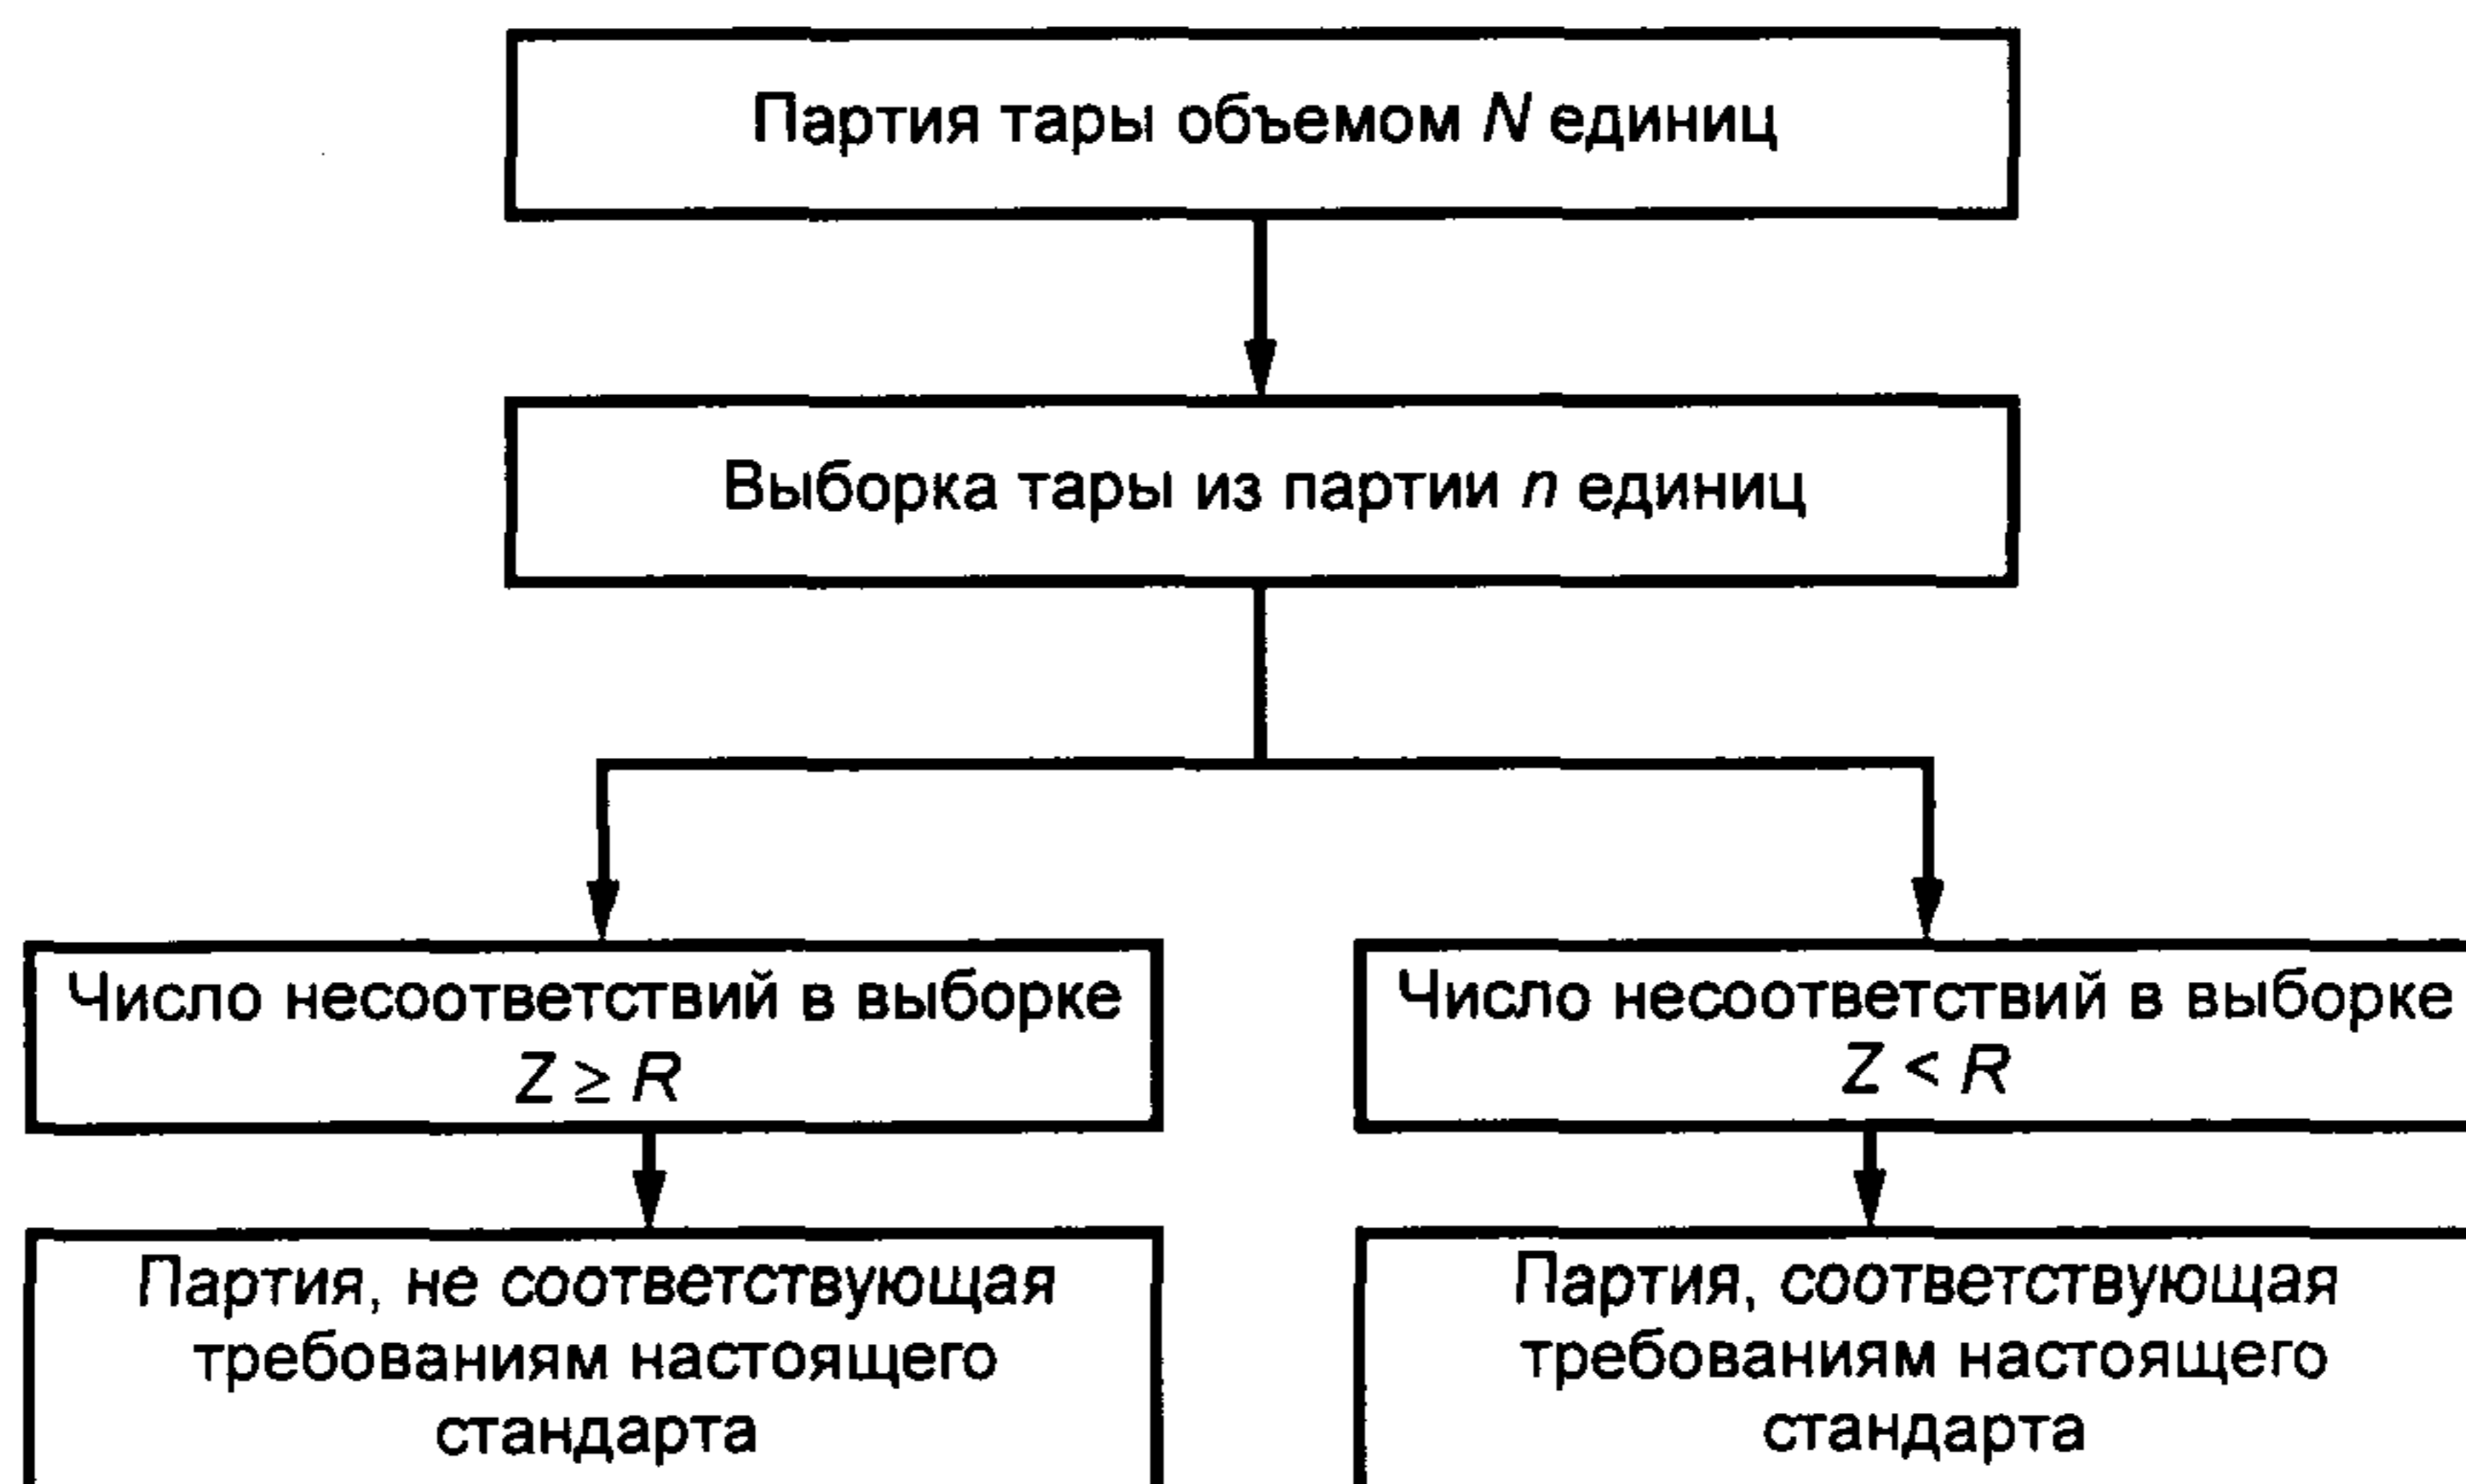 Партия тары объемом N единиц
Выборка тары из партии n единиц
Число несоответствий в выборке
Z ≥ R
Число несоответствий в выборке
Z < R
Партия, не соответствующая
требованиям настоящего
стандарта
Партия, соответствующая
требованиям настоящего
стандарта